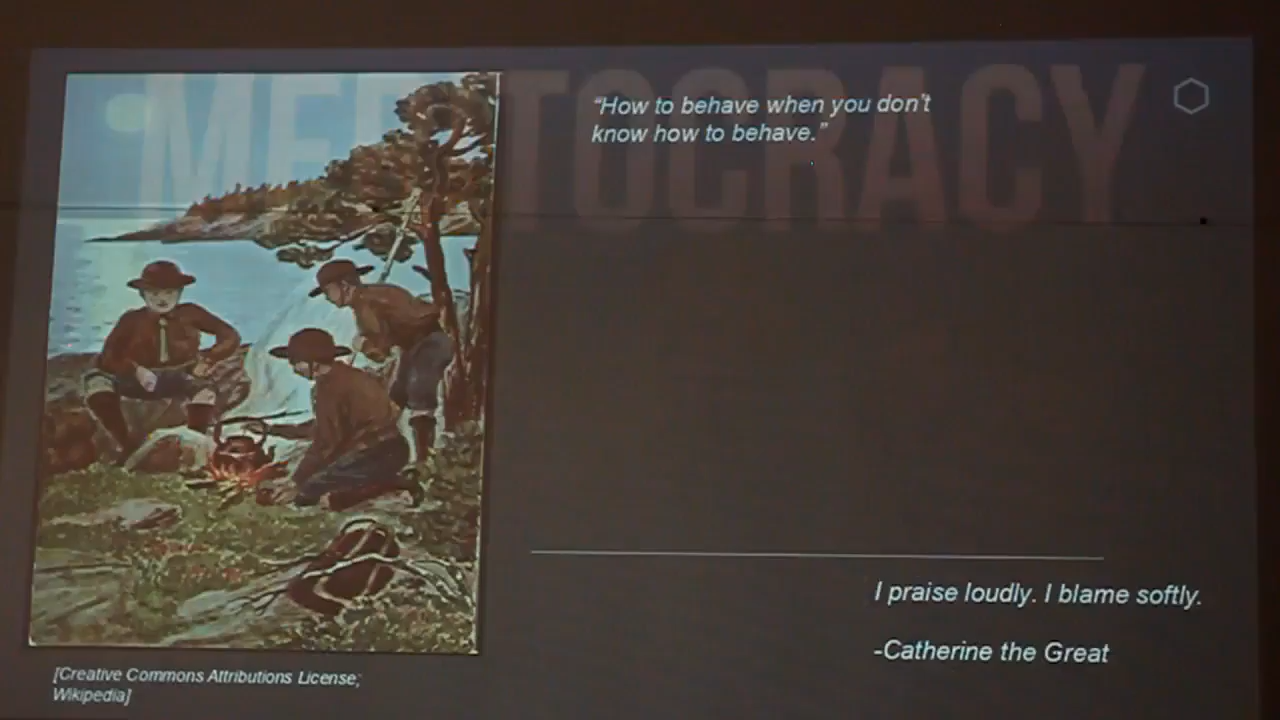 MERITOCRACY
“How to behave when you don't
know how to behave.”
I praise loudly. I blame softly.
-Catherine the Great
[Creative Commons Attributions License;
Wikipedia]